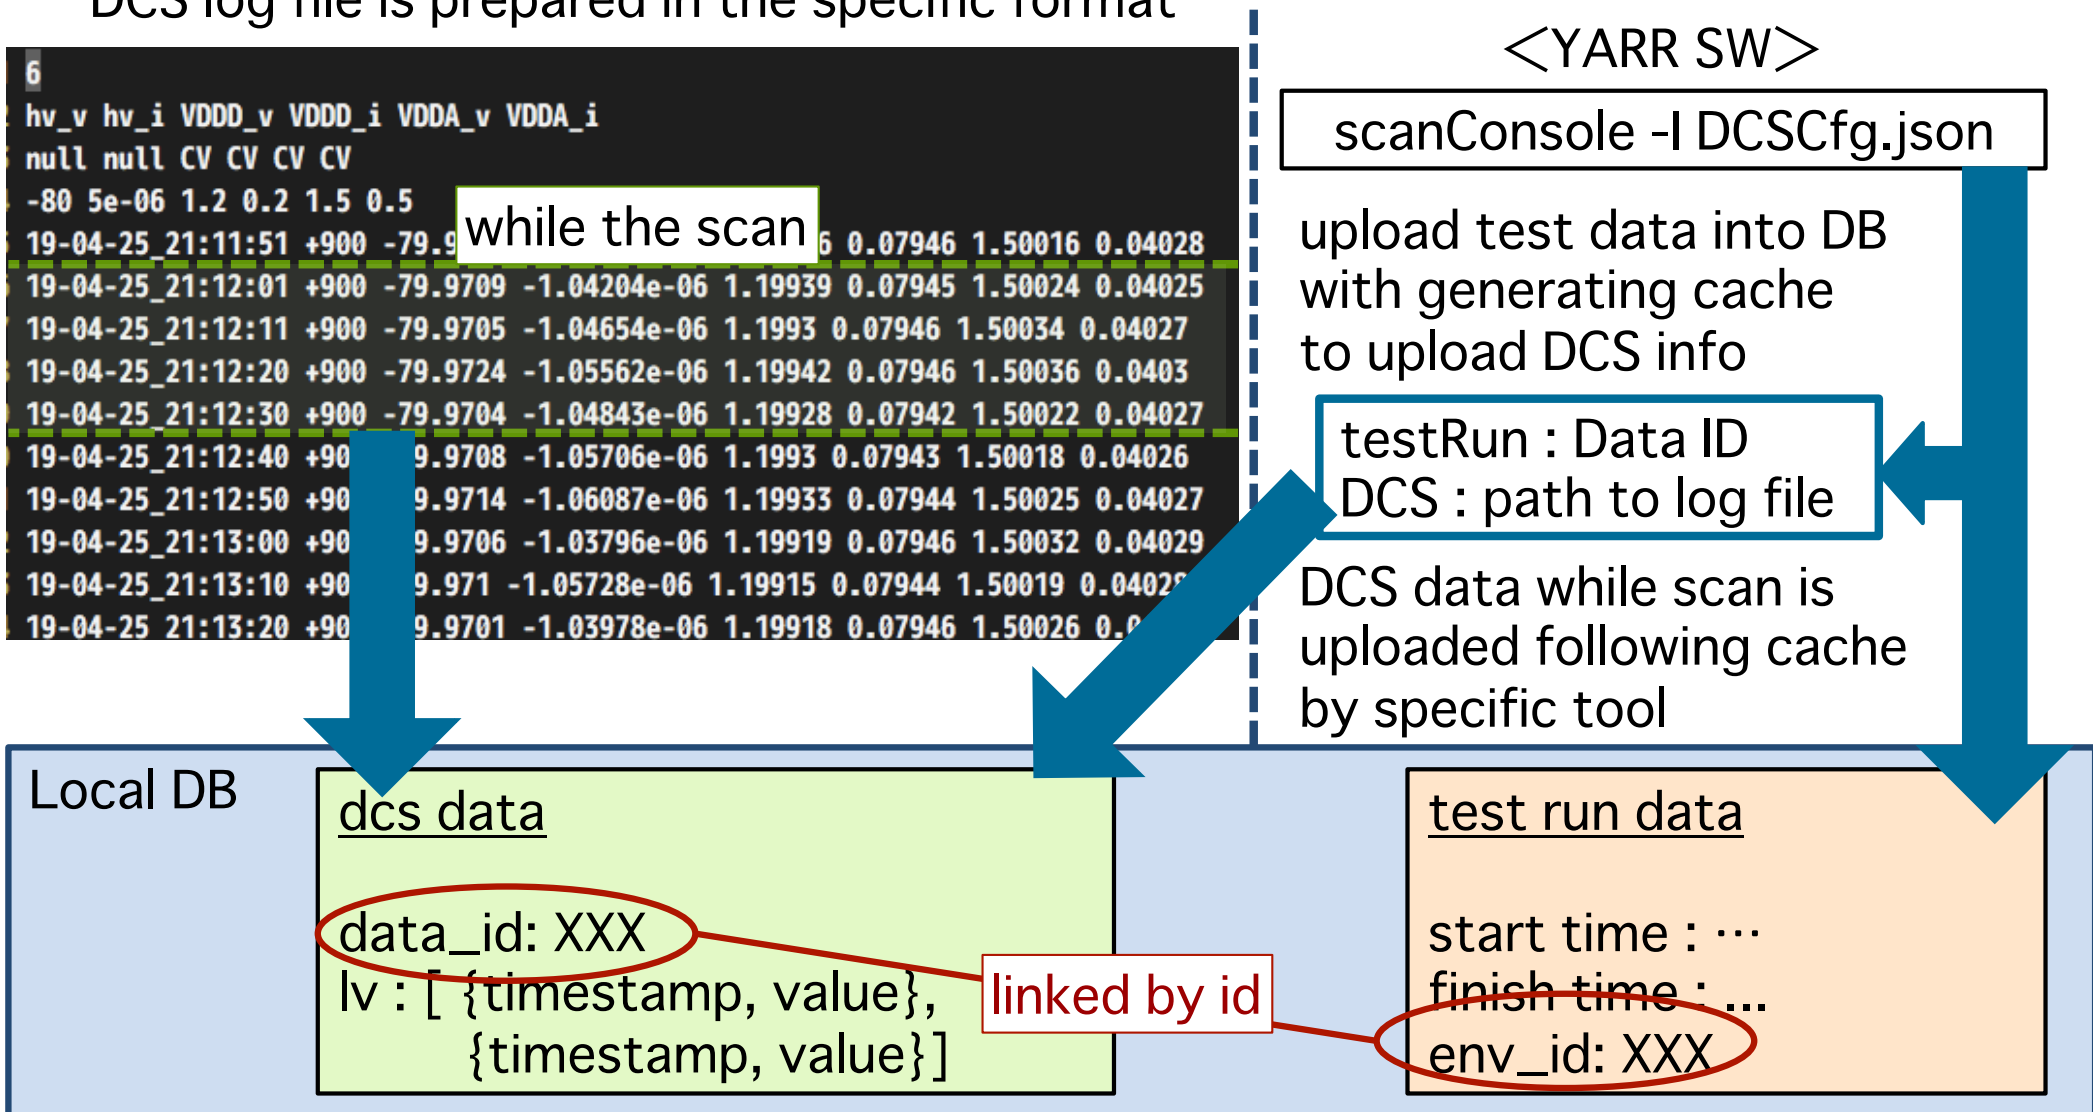 DCS log file is prepared in the specific format
6
hv_v hv_i VDDD_v VDDD_i VDDA_v VDDA_i
null null CV CV CV CV
-80 5e-06 1.2 0.2 1.5 0.5
while the scan
19-04-25_21:11:51 +900 -79.9 6 0.07946 1.50016 0.04028
19-04-25_21:12:01 +900 -79.9709 -1.04204e-06 1.19939 0.07945 1.50024 0.04025
19-04-25_21:12:11 +900 -79.9705 -1.04654e-06 1.1993 0.07946 1.50034 0.04027
19-04-25_21:12:20 +900 -79.9724 -1.05562e-06 1.19942 0.07946 1.50036 0.0403
19-04-25_21:12:30 +900 -79.9704 -1.04843e-06 1.19928 0.07942 1.50022 0.04027
19-04-25_21:12:40 +90 9.9708 -1.05706e-06 1.1993 0.07943 1.50018 0.04026
19-04-25_21:12:50 +90 9.9714 -1.06087e-06 1.19933 0.07944 1.50025 0.04027
19-04-25_21:13:00 +90 9.9706 -1.03796e-06 1.19919 0.07946 1.50032 0.04029
19-04-25_21:13:10 +90 9.971 -1.05728e-06 1.19915 0.07944 1.50019 0.04028
19-04-25_21:13:20 +90 9.9701 -1.03978e-06 1.19918 0.07946 1.50026 0.0
<YARR SW>
scanConsole -I DCSCfg.json
upload test data into DB
with generating cache
to upload DCS info
testRun : Data ID
DCS : path to log file
DCS data while scan is
uploaded following cache
by specific tool
Local DB
dcs data
data_id: XXX
lv : [ {timestamp, value},
{timestamp, value} ]
linked by id
test run data
start time : …
finish time : ...
env_id: XXX